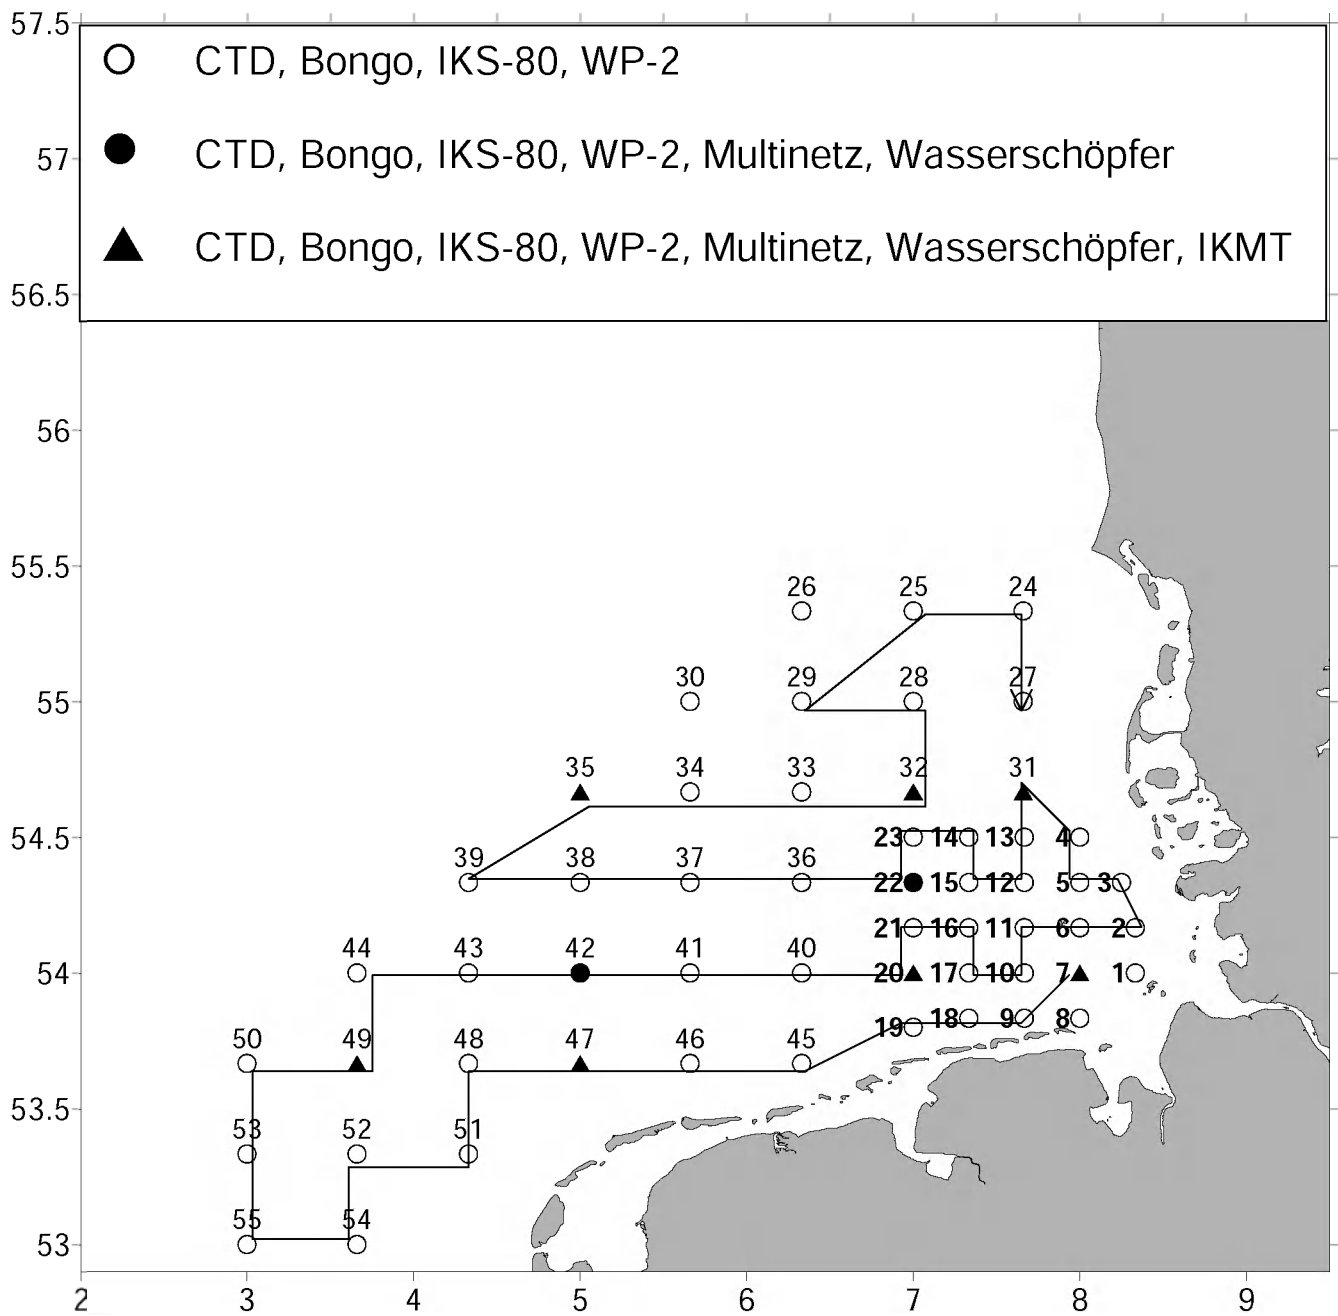 57.5
CTD, Bongo, IKS-80, WP-2
57
CTD, Bongo, IKS-80, WP-2, Multinetz, Wasserschöpfer
CTD, Bongo, IKS-80, WP-2, Multinetz, Wasserschöpfer, IKMT
56.5
56
55.5
26 25 24
55
30 29 28 27
35 34 33 32 31
54.5
23 14 13 4
39 38 37 36 22 15 12 5 3
21 16 11 6 2
54
44 43 42 41 40 20 17 10 7 1
19 18 9 8
50 49 48 47 46 45
53.5
53 52 51
55 54
53
2 3 4 5 6 7 8 9